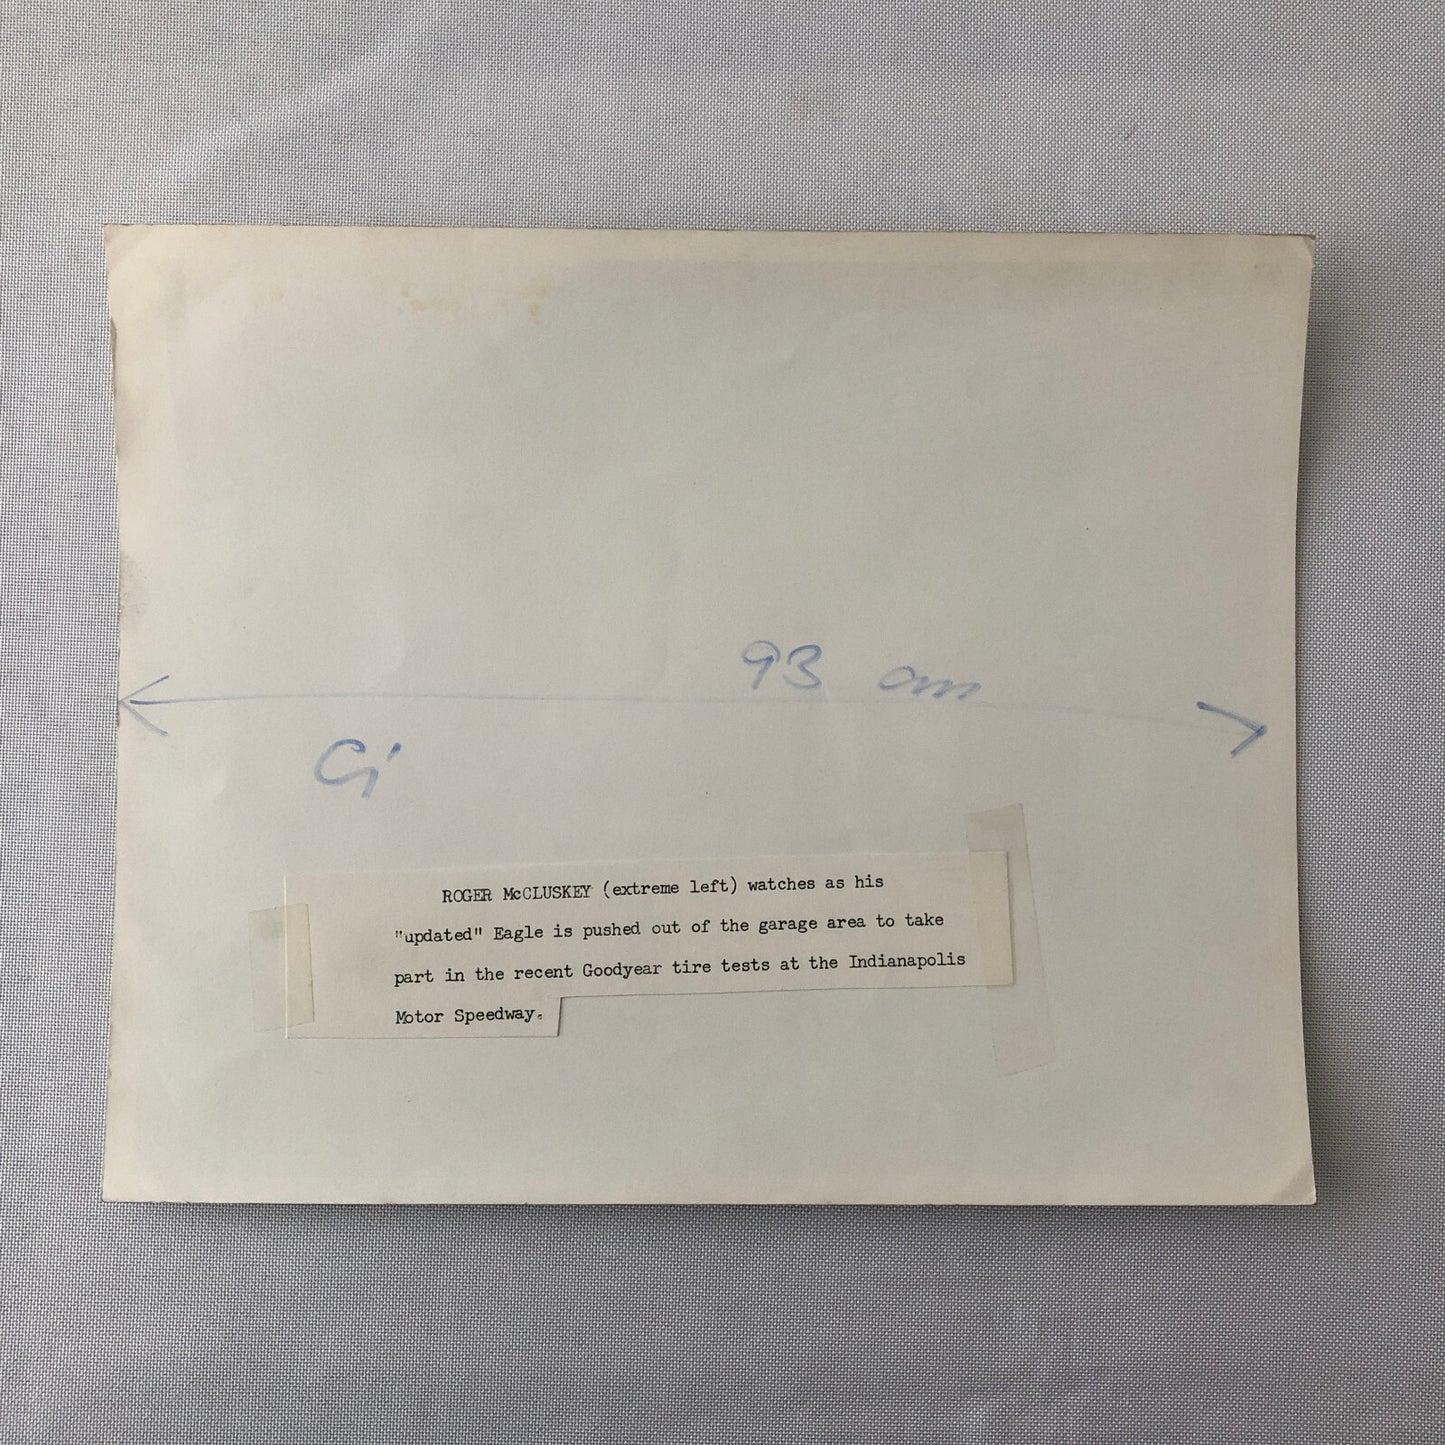 93 cm
Ci
ROGER McCLUSKEY (extreme left) watches as his
"updated" Eagle is pushed out of the garage area to take
part in the recent Goodyear tire tests at the Indianapolis
Motor Speedway.